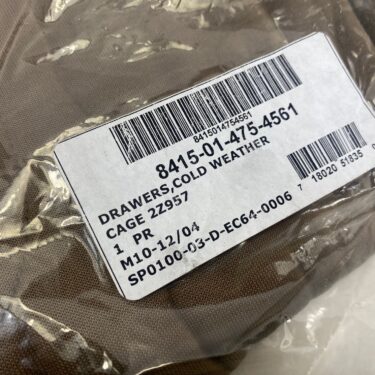 8415014754561
8415-01-475-4561
DRAWERS,COLD WEATHER
CAGE 2Z957
1 PR
M10-12/04
SP0100-03-D-EC64-0006
7 18020 51835